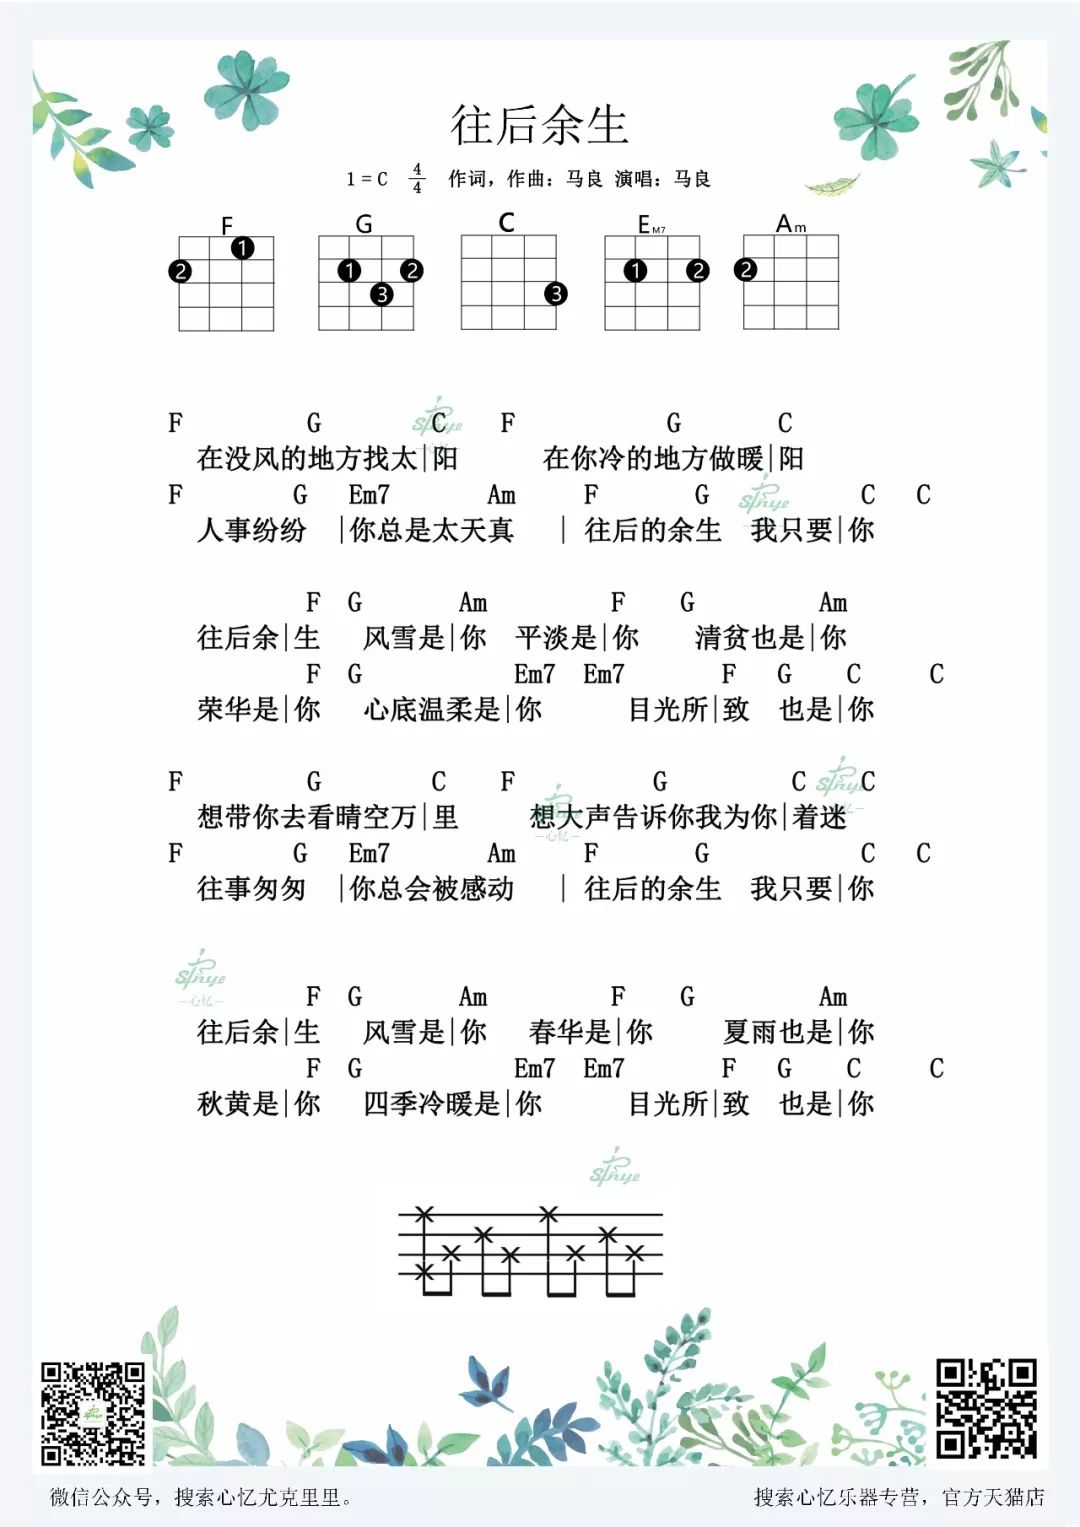 往后余生
1=C 4/4 作词，作曲：马良 演唱：马良
F G C EM7 Am
2 1 1 2 3 3 1 2 2
F G C F G C
在没风的地方找太|阳 在你冷的地方做暖|阳
F G Em7 Am F G C C
人事纷纷 |你总是太天真 | 往后的余生 我只要|你
F G Am F G Am
往后余|生 风雪是|你 平淡是|你 清贫也是|你
F G Em7 Em7 F G C C
荣华是|你 心底温柔是|你 目光所|致 也是|你
F G C F G C C
想带你去看晴空万|里 想大声告诉你我为你|着迷
F G Em7 Am F G C C
往事匆匆 |你总会被感动 | 往后的余生 我只要|你
F G Am F G Am
往后余|生 风雪是|你 春华是|你 夏雨也是|你
F G Em7 Em7 F G C C
秋黄是|你 四季冷暖是|你 目光所|致 也是|你
微信公众号，搜索心忆尤克里里。
搜索心忆乐器专营，官方天猫店